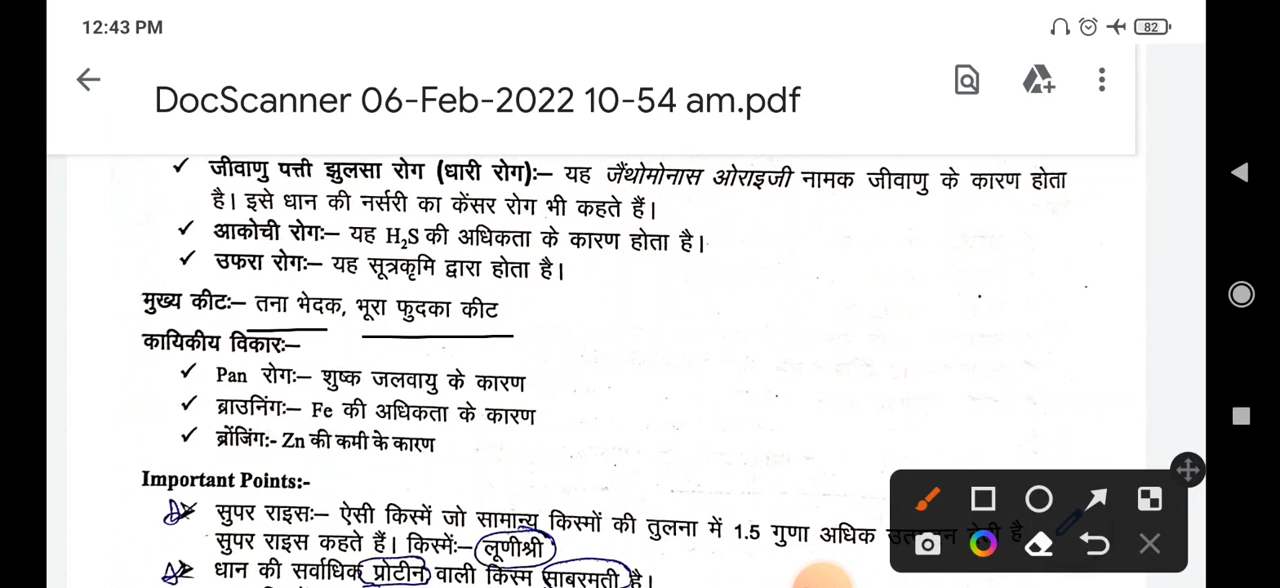 12:43 PM
82
DocScanner 06-Feb-2022 10-54 am.pdf
✓ जीवाणु पत्ती झुलसा रोग (धारी रोग):– यह जैंथोमोनास ओराइजी नामक जीवाणु के कारण होता
है। इसे धान की नर्सरी का केंसर रोग भी कहते हैं।
✓ आकोची रोगः– यह H₂S की अधिकता के कारण होता है।
✓ उफरा रोगः– यह सूत्रकृमि द्वारा होता है।
मुख्य कीटः– तना भेदक, भूरा फुदका कीट
कायिकीय विकारः–
✓ Pan रोगः– शुष्क जलवायु के कारण
✓ ब्राउनिंगः– Fe की अधिकता के कारण
✓ ब्रोंजिंगः- Zn की कमी के कारण
Important Points:-
सुपर राइसः– ऐसी किस्में जो सामान्य किस्मों की तुलना में 1.5 गुणा अधिक
सुपर राइस कहते हैं। किस्मेंः– लूणीश्री
धान की सर्वाधिक प्रोटीन वाली किस्म साबरमती है।